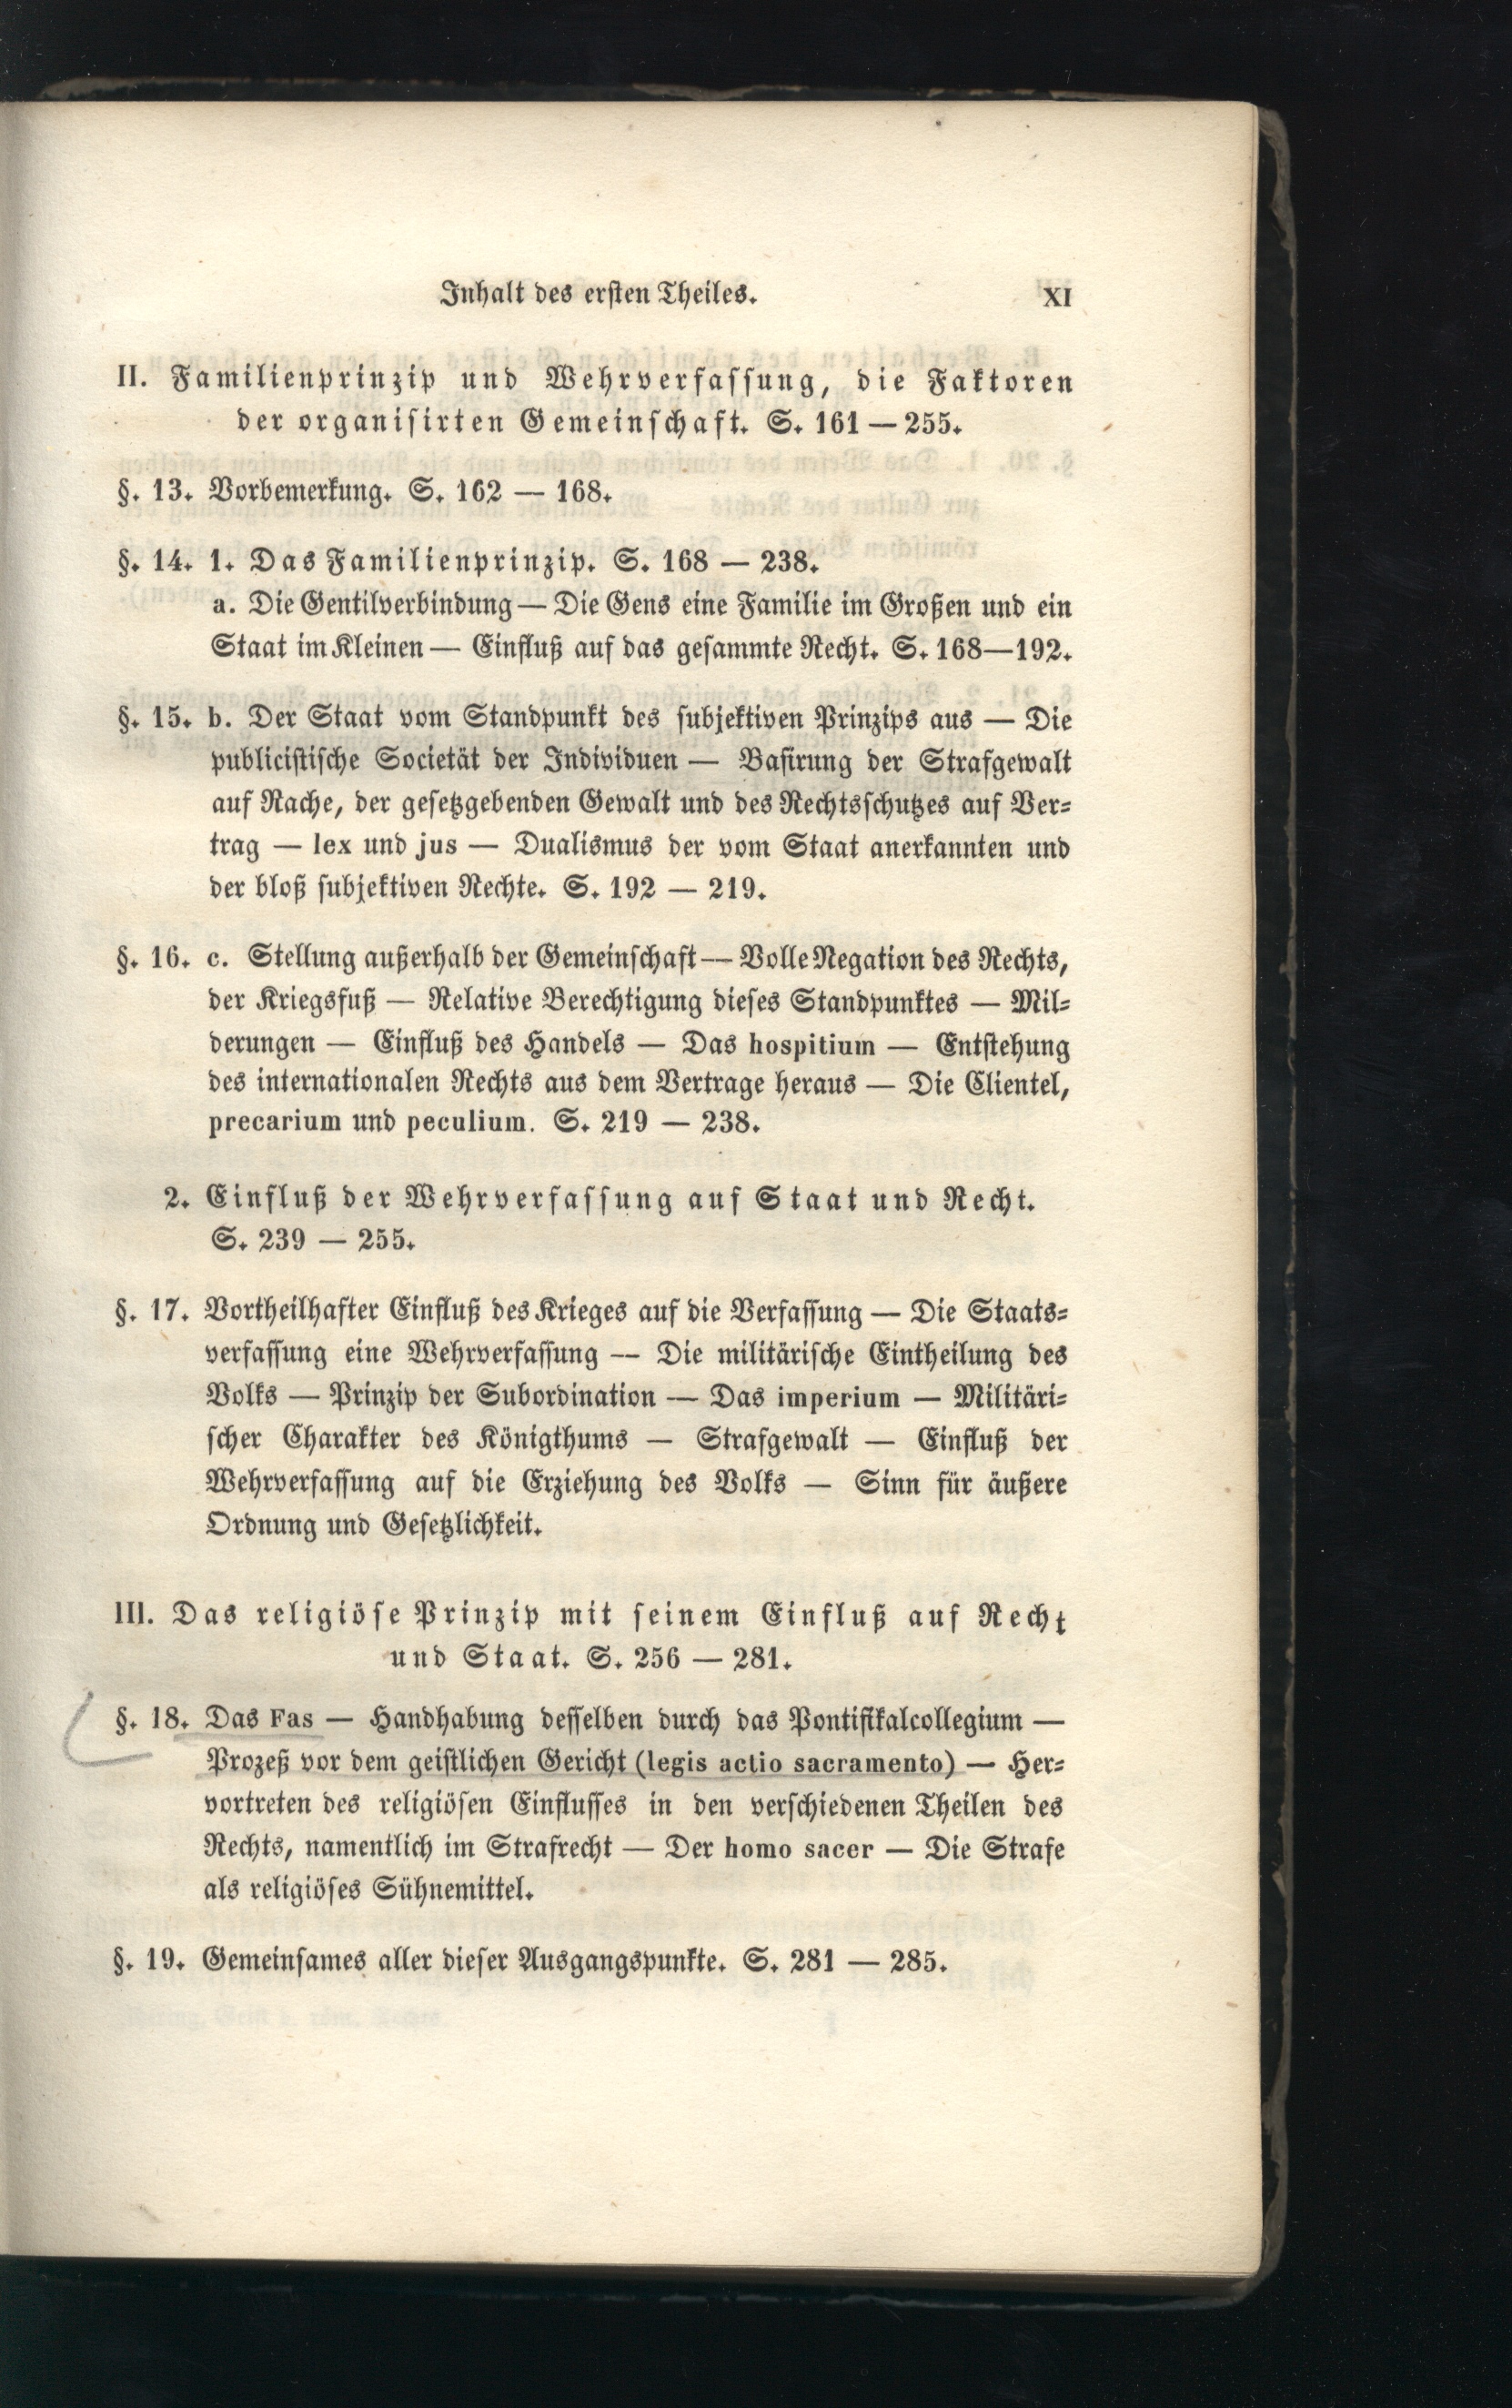 Inhalt des ersten Theiles. XI
II. Familienprinzip und Wehrverfassung, die Faktoren
der organisirten Gemeinschaft. S. 161 — 255.
§. 13. Vorbemerkung. S. 162 — 168.
§. 14. 1. Das Familienprinzip. S. 168 — 238.
a. Die Gentilverbindung — Die Gens eine Familie im Großen und ein
Staat im Kleinen — Einfluß auf das gesammte Recht. S. 168—192.
§. 15. b. Der Staat vom Standpunkt des subjektiven Prinzips aus — Die
publicistische Societät der Individuen — Basirung der Strafgewalt
auf Rache, der gesetzgebenden Gewalt und des Rechtsschutzes auf Ver-
trag — lex und jus — Dualismus der vom Staat anerkannten und
der bloß subjektiven Rechte. S. 192 — 219.
§. 16. c. Stellung außerhalb der Gemeinschaft — Volle Negation des Rechts,
der Kriegsfuß — Relative Berechtigung dieses Standpunktes — Mil-
derungen — Einfluß des Handels — Das hospitium — Entstehung
des internationalen Rechts aus dem Vertrage heraus — Die Clientel,
precarium und peculium. S. 219 — 238.
2. Einfluß der Wehrverfassung auf Staat und Recht.
S. 239 — 255.
§. 17. Vortheilhafter Einfluß des Krieges auf die Verfassung — Die Staats-
verfassung eine Wehrverfassung — Die militärische Eintheilung des
Volks — Prinzip der Subordination — Das imperium — Militäri-
scher Charakter des Königthums — Strafgewalt — Einfluß der
Wehrverfassung auf die Erziehung des Volks — Sinn für äußere
Ordnung und Gesetzlichkeit.
III. Das religiöse Prinzip mit seinem Einfluß auf Recht
und Staat. S. 256 — 281.
§. 18. Das Fas — Handhabung desselben durch das Pontifikalcollegium —
Prozeß vor dem geistlichen Gericht (legis actio sacramento) — Her-
vortreten des religiösen Einflusses in den verschiedenen Theilen des
Rechts, namentlich im Strafrecht — Der homo sacer — Die Strafe
als religiöses Sühnemittel.
§. 19. Gemeinsames aller dieser Ausgangspunkte. S. 281 — 285.